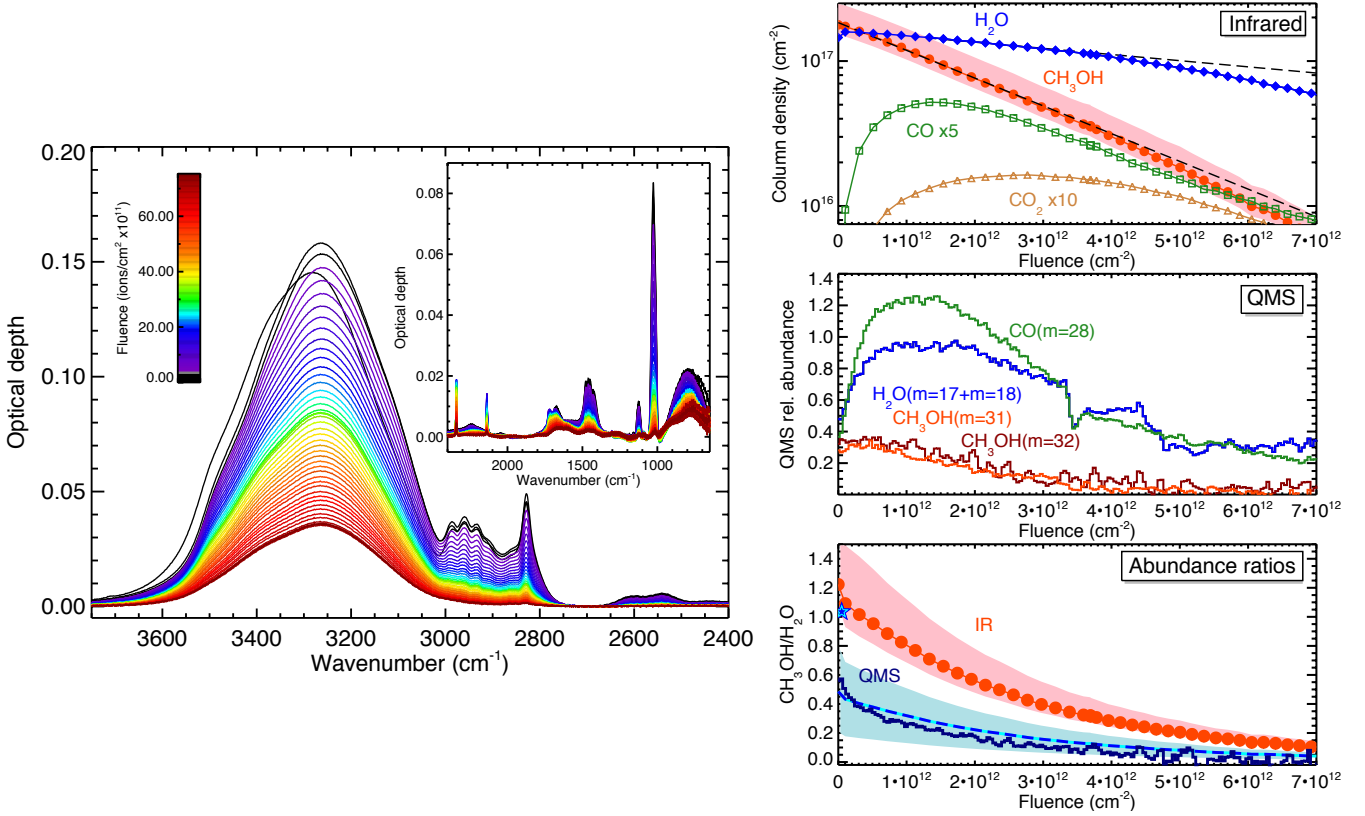 0.20
0.15
0.10
0.05
0.00
Optical depth
3600 3400 3200 3000 2800 2600 2400
Wavenumber (cm⁻¹)
Fluence (ions/cm² x10¹¹)
60.00
40.00
20.00
0.00
0.08
0.06
0.04
0.02
0.00
Optical depth
2000 1500 1000
Wavenumber (cm⁻¹)
Infrared
H₂O
CH₃OH
CO x5
CO₂ x10
10¹⁷
10¹⁶
Column density (cm⁻²)
0 1•10¹² 2•10¹² 3•10¹² 4•10¹² 5•10¹² 6•10¹² 7•10¹²
Fluence (cm⁻²)
QMS
CO(m=28)
H₂O(m=17+m=18)
CH₃OH(m=31)
CH₃OH(m=32)
1.4
1.2
1.0
0.8
0.6
0.4
0.2
QMS rel. abundance
0 1•10¹² 2•10¹² 3•10¹² 4•10¹² 5•10¹² 6•10¹² 7•10¹²
Fluence (cm⁻²)
Abundance ratios
IR
QMS
1.4
1.2
1.0
0.8
0.6
0.4
0.2
0.0
CH₃OH/H₂O
0 1•10¹² 2•10¹² 3•10¹² 4•10¹² 5•10¹² 6•10¹² 7•10¹²
Fluence (cm⁻²)